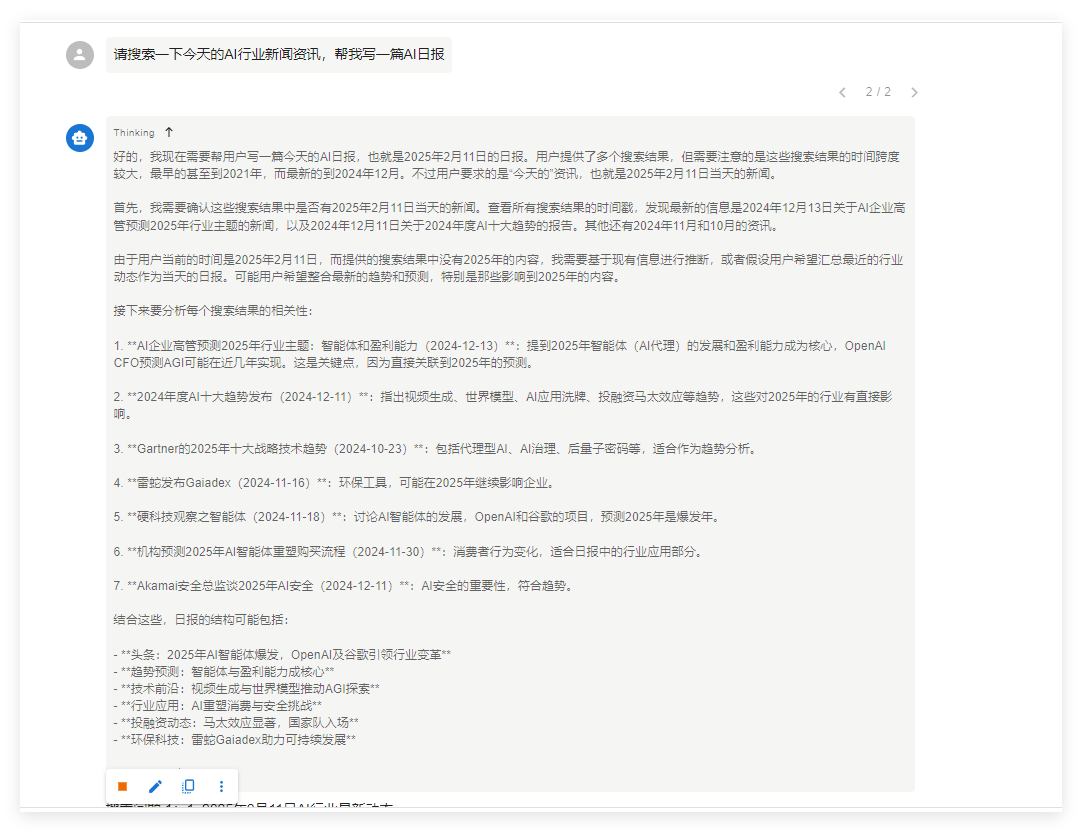 请搜索一下今天的AI行业新闻资讯，帮我写一篇AI日报
2 / 2
Thinking
好的，我现在需要帮用户写一篇今天的AI日报，也就是2025年2月11日的日报。用户提供了多个搜索结果，但需要注意的是这些搜索结果的时间跨度
较大，最早的甚至到2021年，而最新的到2024年12月。不过用户要求的是“今天的”资讯，也就是2025年2月11日当天的新闻。
首先，我需要确认这些搜索结果中是否有2025年2月11日当天的新闻。查看所有搜索结果的时间戳，发现最新的信息是2024年12月13日关于AI企业高
管预测2025年行业主题的新闻，以及2024年12月11日关于2024年度AI十大趋势的报告。其他还有2024年11月和10月的资讯。
由于用户当前的时间是2025年2月11日，而提供的搜索结果中没有2025年的内容，我需要基于现有信息进行推断，或者假设用户希望汇总最近的行业
动态作为当天的日报。可能用户希望整合最新的趋势和预测，特别是那些影响到2025年的内容。
接下来要分析每个搜索结果的相关性：
1. **AI企业高管预测2025年行业主题：智能体和盈利能力（2024-12-13）**：提到2025年智能体（AI代理）的发展和盈利能力成为核心，OpenAI
CFO预测AGI可能在近几年实现。这是关键点，因为直接关联到2025年的预测。
2. **2024年度AI十大趋势发布（2024-12-11）**：指出视频生成、世界模型、AI应用洗牌、投融资马太效应等趋势，这些对2025年的行业有直接影
响。
3. **Gartner的2025年十大战略技术趋势（2024-10-23）**：包括代理型AI、AI治理、后量子密码等，适合作为趋势分析。
4. **雷蛇发布Gaiadex（2024-11-16）**：环保工具，可能在2025年继续影响企业。
5. **硬科技观察之智能体（2024-11-18）**：讨论AI智能体的发展，OpenAI和谷歌的项目，预测2025年是爆发年。
6. **机构预测2025年AI智能体重塑购买流程（2024-11-30）**：消费者行为变化，适合日报中的行业应用部分。
7. **Akamai安全总监谈2025年AI安全（2024-12-11）**：AI安全的重要性，符合趋势。
结合这些，日报的结构可能包括：
- **头条：2025年AI智能体爆发，OpenAI及谷歌引领行业变革**
- **趋势预测：智能体与盈利能力成核心**
- **技术前沿：视频生成与世界模型推动AGI探索**
- **行业应用：AI重塑消费与安全挑战**
- **投融资动态：马太效应显著，国家队入场**
- **环保科技：雷蛇Gaiadex助力可持续发展**
2025年2月11日AI行业最新动态